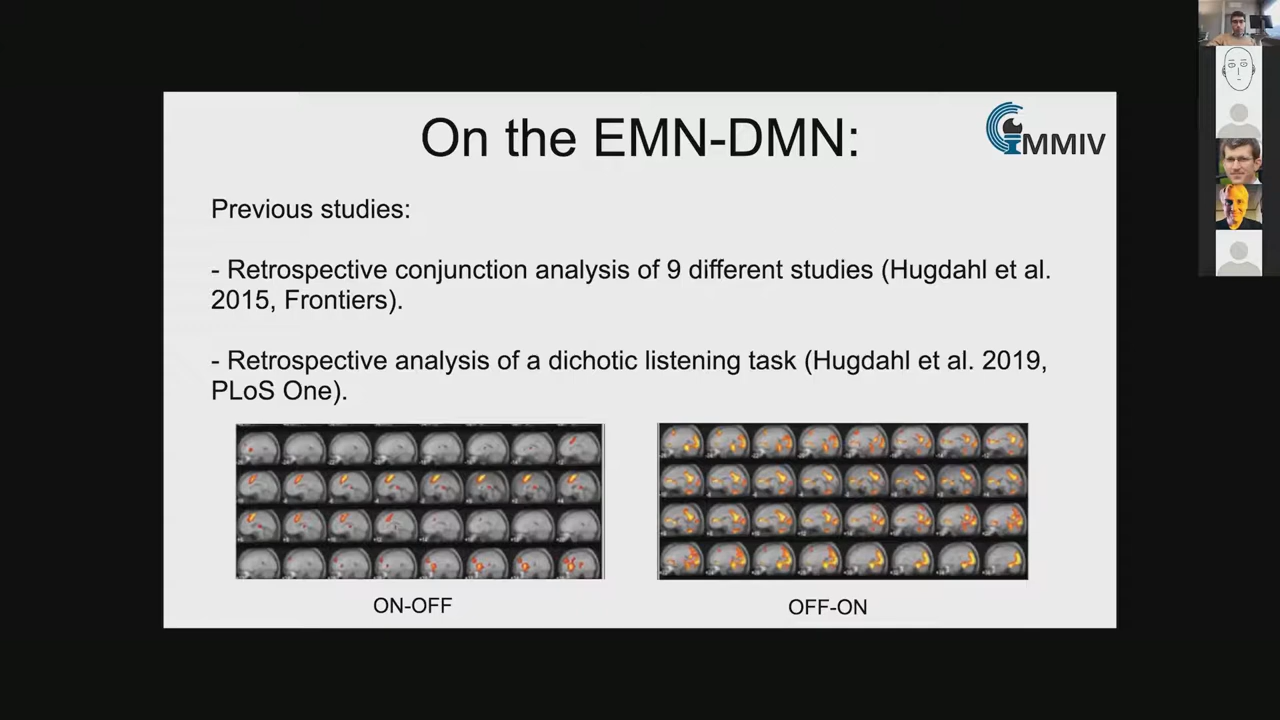 On the EMN-DMN:
MMIV
Previous studies:
- Retrospective conjunction analysis of 9 different studies (Hugdahl et al.
2015, Frontiers).
- Retrospective analysis of a dichotic listening task (Hugdahl et al. 2019,
PLoS One).
ON-OFF
OFF-ON